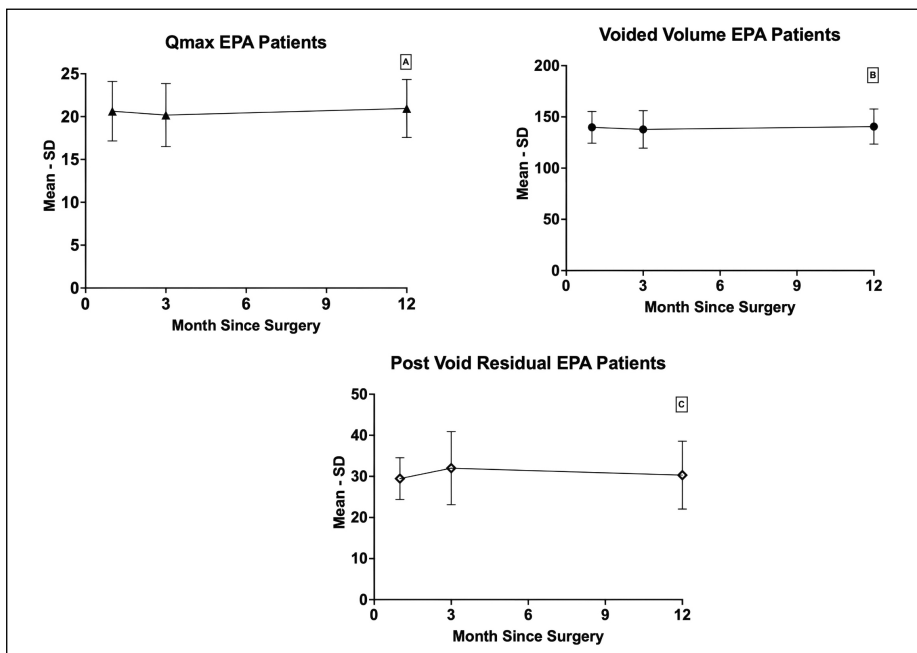 Qmax EPA Patients
A
25
20
15
10
5
0
Mean - SD
0 3 6 9 12
Month Since Surgery
Voided Volume EPA Patients
B
200
150
100
50
0
Mean - SD
0 3 6 9 12
Month Since Surgery
Post Void Residual EPA Patients
C
50
40
30
20
10
0
Mean - SD
0 3 6 9 12
Month Since Surgery